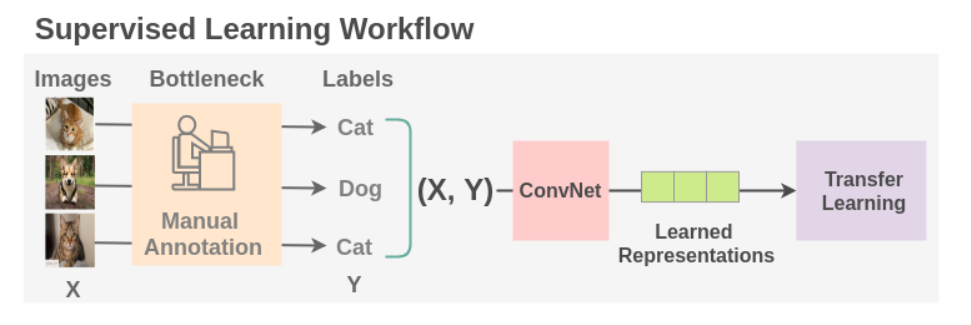 Supervised Learning Workflow
Images
Bottleneck
Labels
Manual
Annotation
Cat
Dog
Cat
X
Y
(X, Y)
ConvNet
Learned
Representations
Transfer
Learning